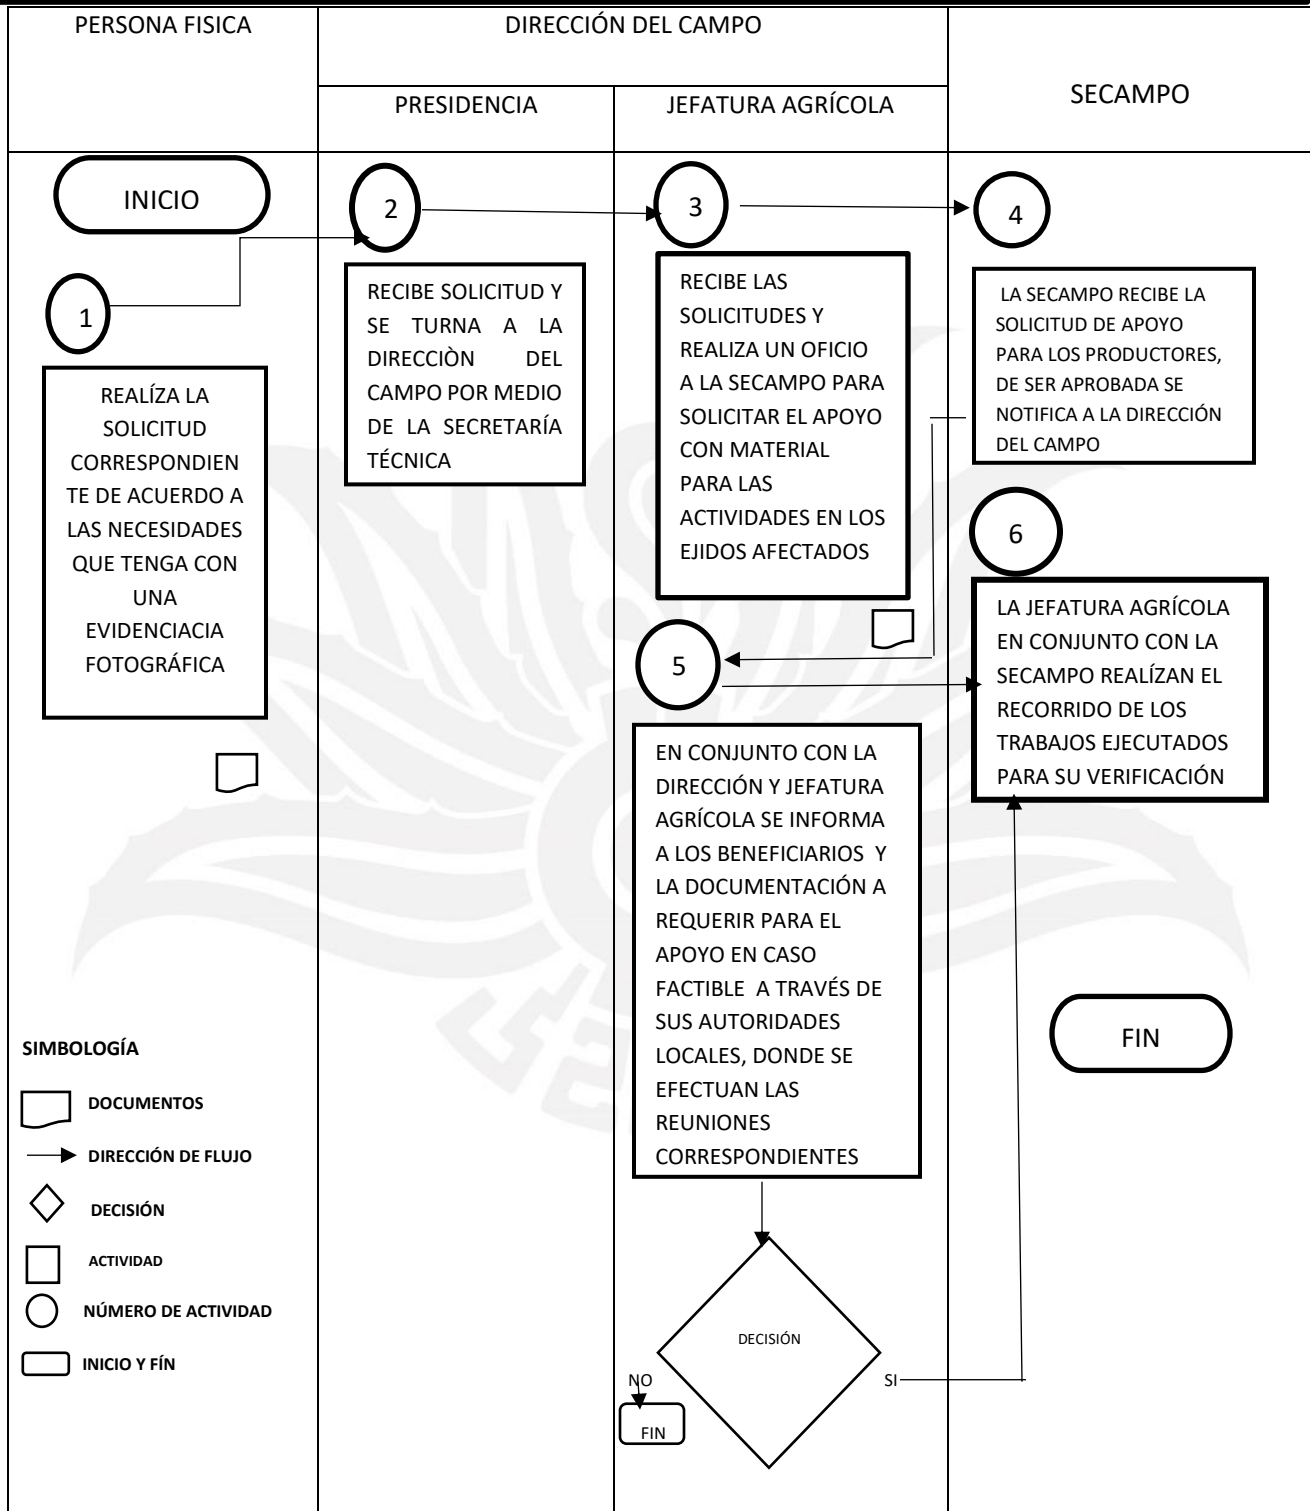 PERSONA FISICA
DIRECCIÓN DEL CAMPO
SECAMPO
PRESIDENCIA
JEFATURA AGRÍCOLA
INICIO
1
REALÍZA LA
SOLICITUD
CORRESPONDIEN
TE DE ACUERDO A
LAS NECESIDADES
QUE TENGA CON
UNA
EVIDENCIACIA
FOTOGRÁFICA
2
RECIBE SOLICITUD Y
SE TURNA A LA
DIRECCIÒN DEL
CAMPO POR MEDIO
DE LA SECRETARÍA
TÉCNICA
3
RECIBE LAS
SOLICITUDES Y
REALIZA UN OFICIO
A LA SECAMPO PARA
SOLICITAR EL APOYO
CON MATERIAL
PARA LAS
ACTIVIDADES EN LOS
EJIDOS AFECTADOS
4
LA SECAMPO RECIBE LA
SOLICITUD DE APOYO
PARA LOS PRODUCTORES,
DE SER APROBADA SE
NOTIFICA A LA DIRECCIÓN
DEL CAMPO
5
EN CONJUNTO CON LA
DIRECCIÓN Y JEFATURA
AGRÍCOLA SE INFORMA
A LOS BENEFICIARIOS Y
LA DOCUMENTACIÓN A
REQUERIR PARA EL
APOYO EN CASO
FACTIBLE A TRAVÉS DE
SUS AUTORIDADES
LOCALES, DONDE SE
EFECTUAN LAS
REUNIONES
CORRESPONDIENTES
6
LA JEFATURA AGRÍCOLA
EN CONJUNTO CON LA
SECAMPO REALÍZAN EL
RECORRIDO DE LOS
TRABAJOS EJECUTADOS
PARA SU VERIFICACIÓN
FIN
DECISIÓN
NO
SI
FIN
SIMBOLOGÍA
DOCUMENTOS
DIRECCIÓN DE FLUJO
DECISIÓN
ACTIVIDAD
NÚMERO DE ACTIVIDAD
INICIO Y FÍN